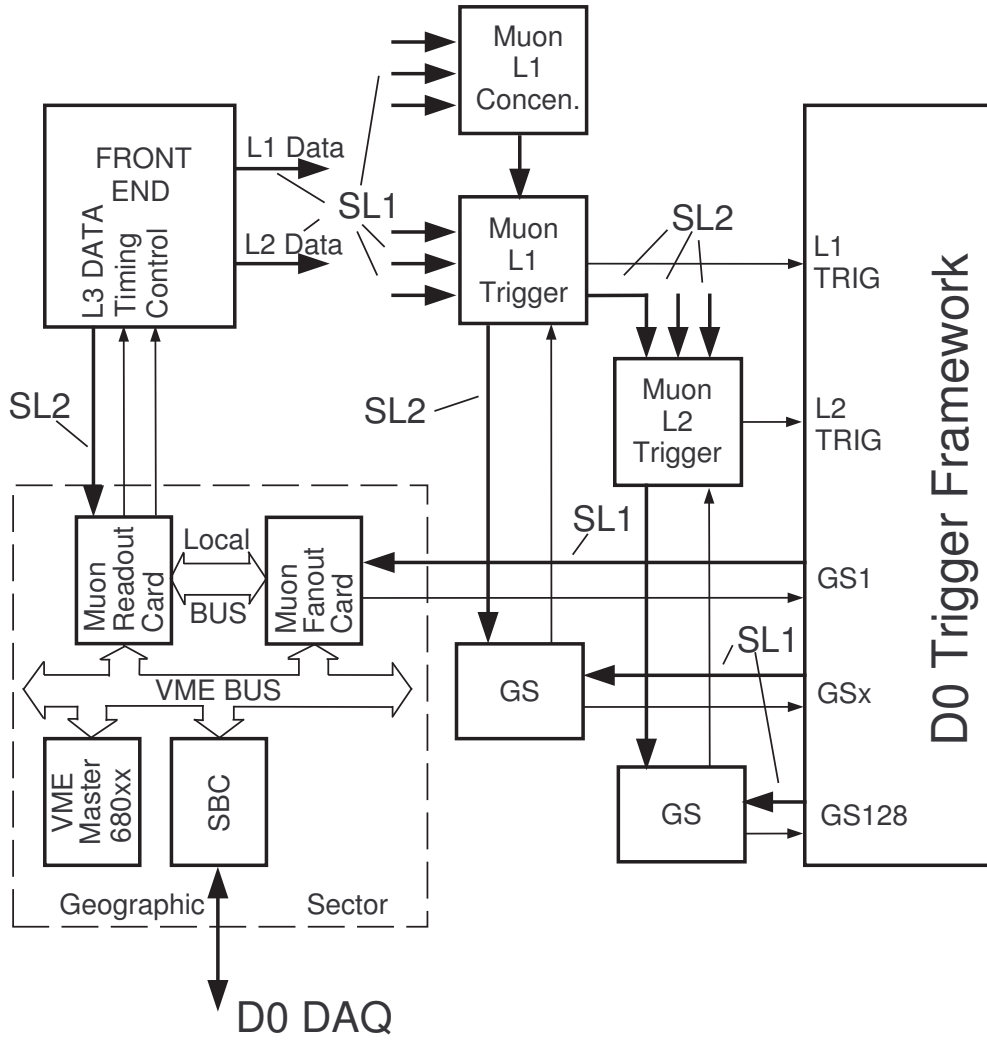 Muon
L1
Concen.
FRONT
END
L3 DATA
Timing
Control
L1 Data
SL1
L2 Data
Muon
L1
Trigger
SL2
L1
TRIG
SL2
SL2
Muon
L2
Trigger
L2
TRIG
D0 Trigger Framework
Muon
Readout
Card
Local
BUS
Muon
Fanout
Card
SL1
GS1
VME BUS
GS
SL1
GSx
VME
Master
680xx
SBC
GS
GS128
Geographic Sector
D0 DAQ